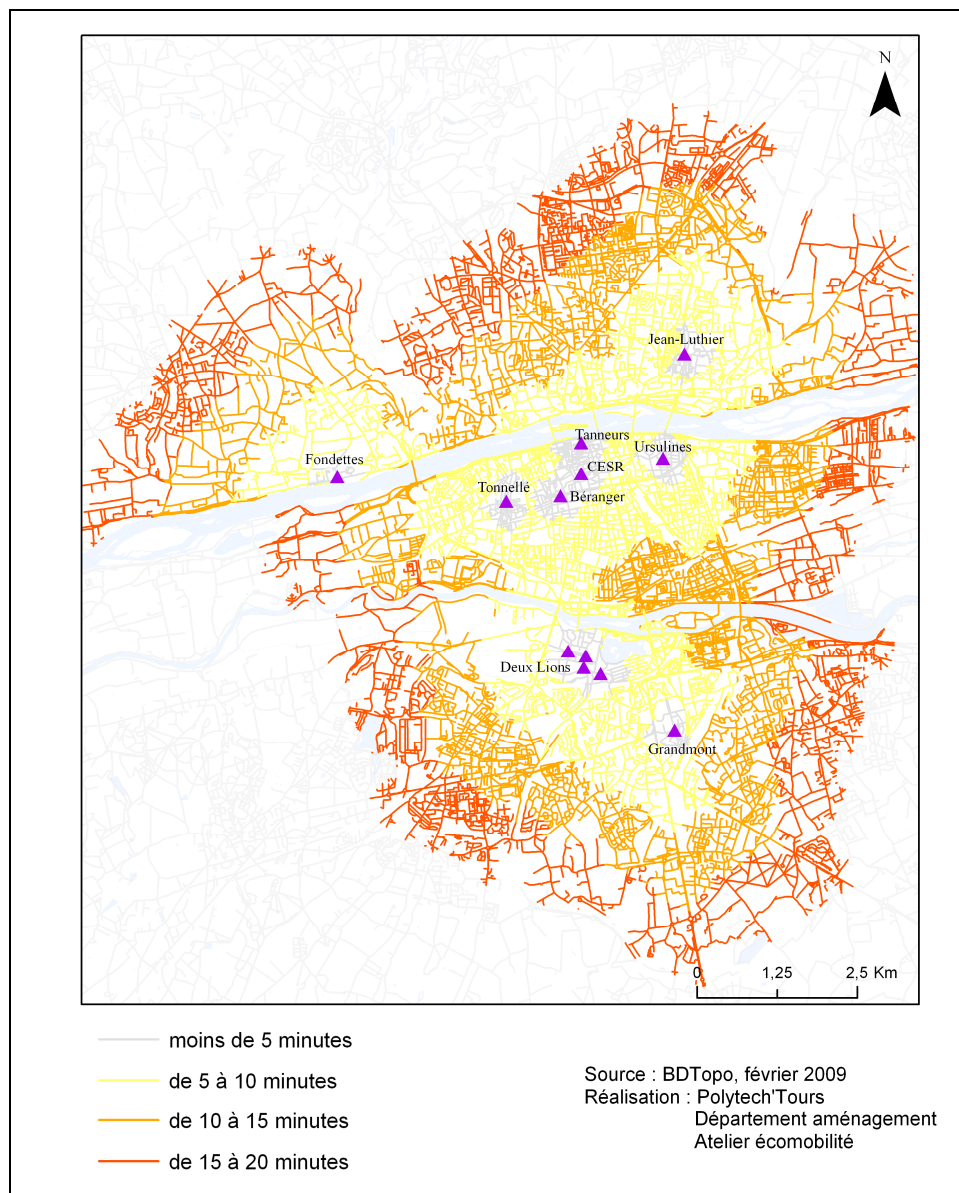 N
Jean-Luthier
Tanneurs
Ursulines
Fondettes
CESR
Tonnellé
Béranger
Deux Lions
Grandmont
0 1,25 2,5 Km
moins de 5 minutes
de 5 à 10 minutes
de 10 à 15 minutes
de 15 à 20 minutes
Source : BDTopo, février 2009
Réalisation : Polytech'Tours
Département aménagement
Atelier écomobilité